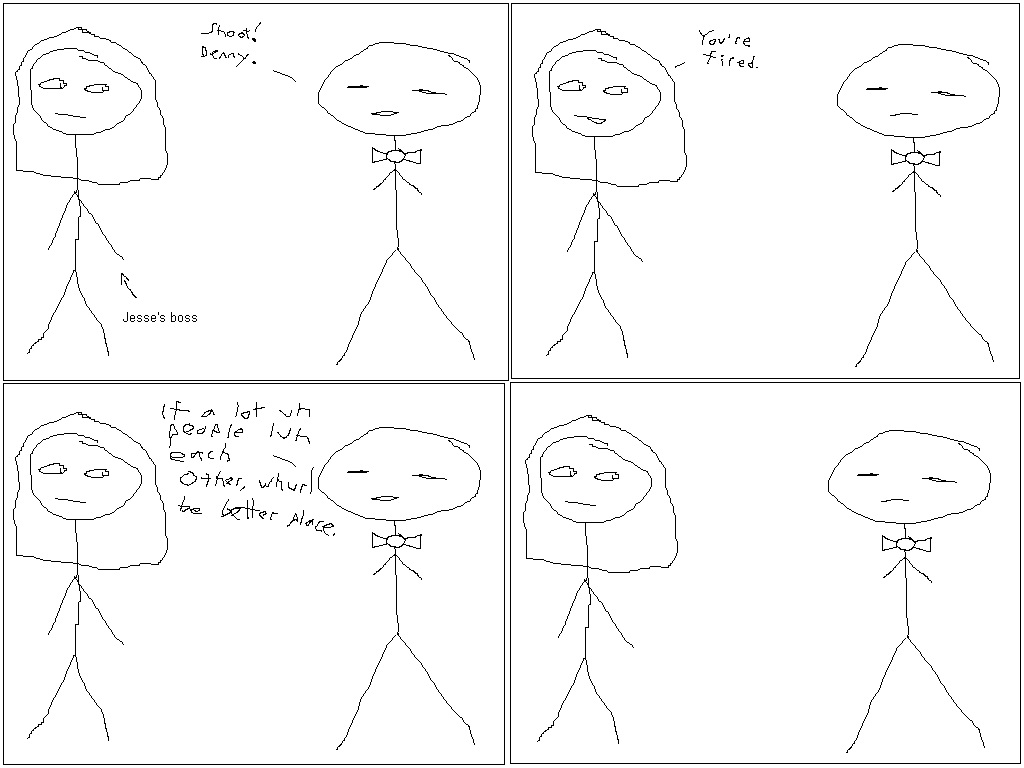 Shoot!
Denny.
Jesse's boss
You're
fired.
If a lot uh
people luh
each
Other, whurl
be better place.